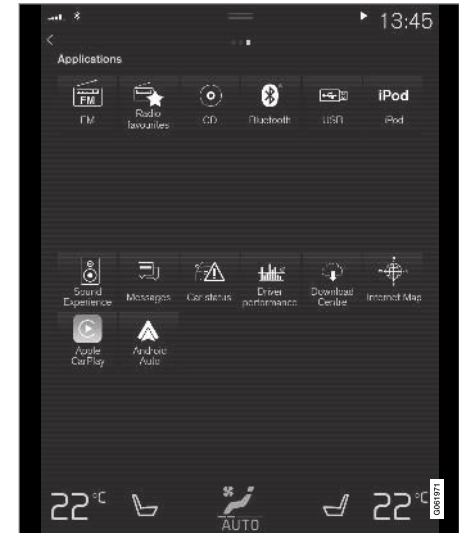 13:45
Applications
FM
iPod
FM
Radio
favourites
CD
Bluetooth
USB
iPod
Sound
Experience
Messages
Car status
Driver
performance
Download
Centre
Internet Map
Apple
CarPlay
Android
Auto
22°C
AUTO
22°C
G061971